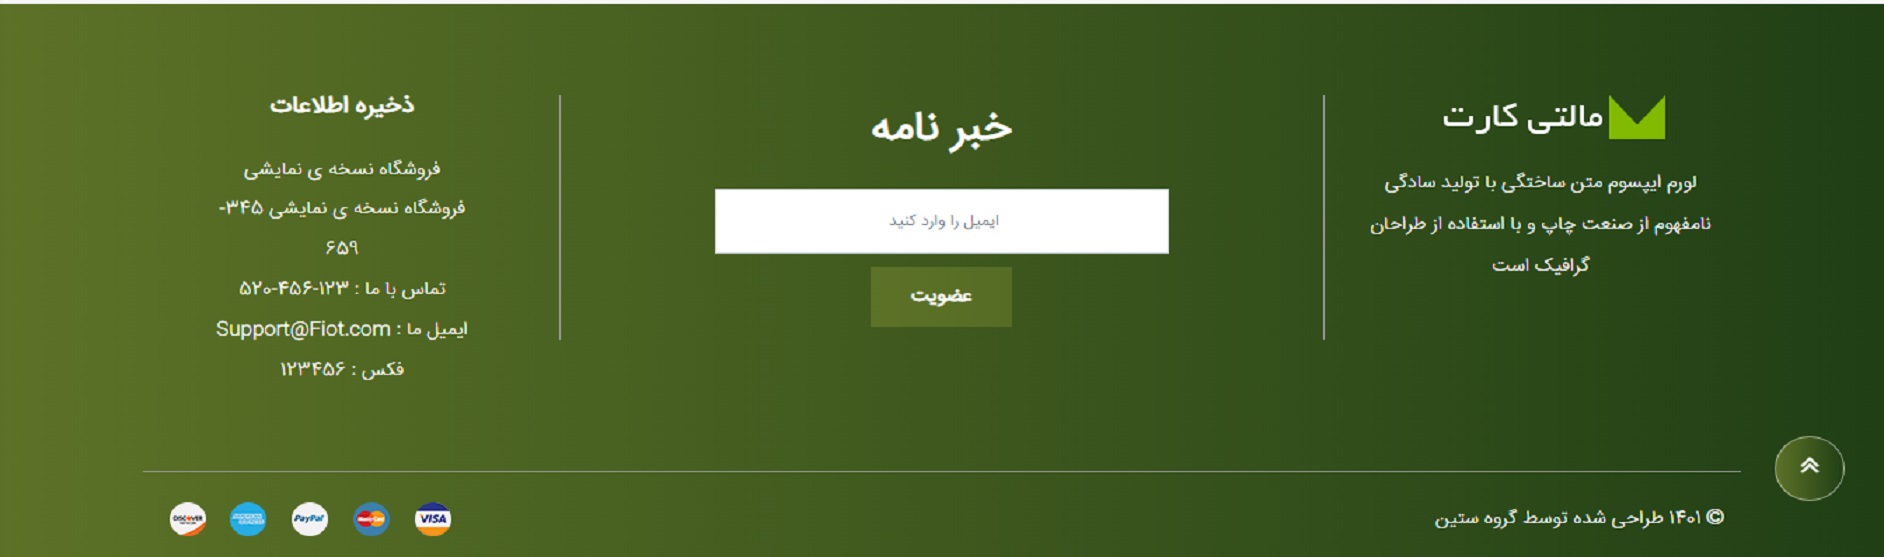 مالتی کارت
لورم ایپسوم متن ساختگی با تولید سادگی
نامفهوم از صنعت چاپ و با استفاده از طراحان
گرافیک است
خبر نامه
ایمیل را وارد کنید
عضویت
ذخیره اطلاعات
فروشگاه نسخه ی نمایشی
فروشگاه نسخه ی نمایشی ۳۴۵-
۶۵۹
تماس با ما : ۱۲۳-۴۵۶-۵۲۰
ایمیل ما : Support@Fiot.com
فکس : ۱۲۳۴۵۶
© ۱۴۰۱ طراحی شده توسط گروه ستین
VISA
MasterCard
PayPal
DISCOVER